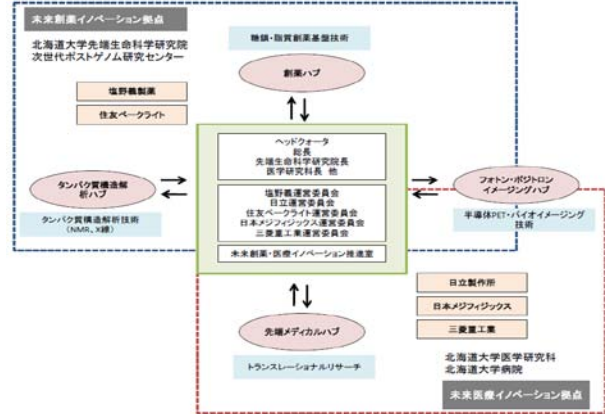 未来創薬イノベーション拠点
北海道大学先端生命科学研究院
次世代ポストゲノム研究センター
塩野義製薬
住友ベークライト
糖鎖・脂質創薬基盤技術
創薬ハブ
ヘッドクォータ
総長
先端生命科学研究院長
医学研究科長 他
塩野義運営委員会
日立運営委員会
住友ベークライト運営委員会
日本メジフィジックス運営委員会
三菱重工業運営委員会
未来創薬・医療イノベーション推進室
タンパク質構造解
析ハブ
タンパク質構造解析技術
(NMR、X線)
フォトン・ポジトロン
イメージングハブ
半導体PET・バイオイメージング
技術
先端メディカルハブ
トランスレーショナルリサーチ
日立製作所
日本メジフィジックス
三菱重工業
北海道大学医学研究科
北海道大学病院
未来医療イノベーション拠点